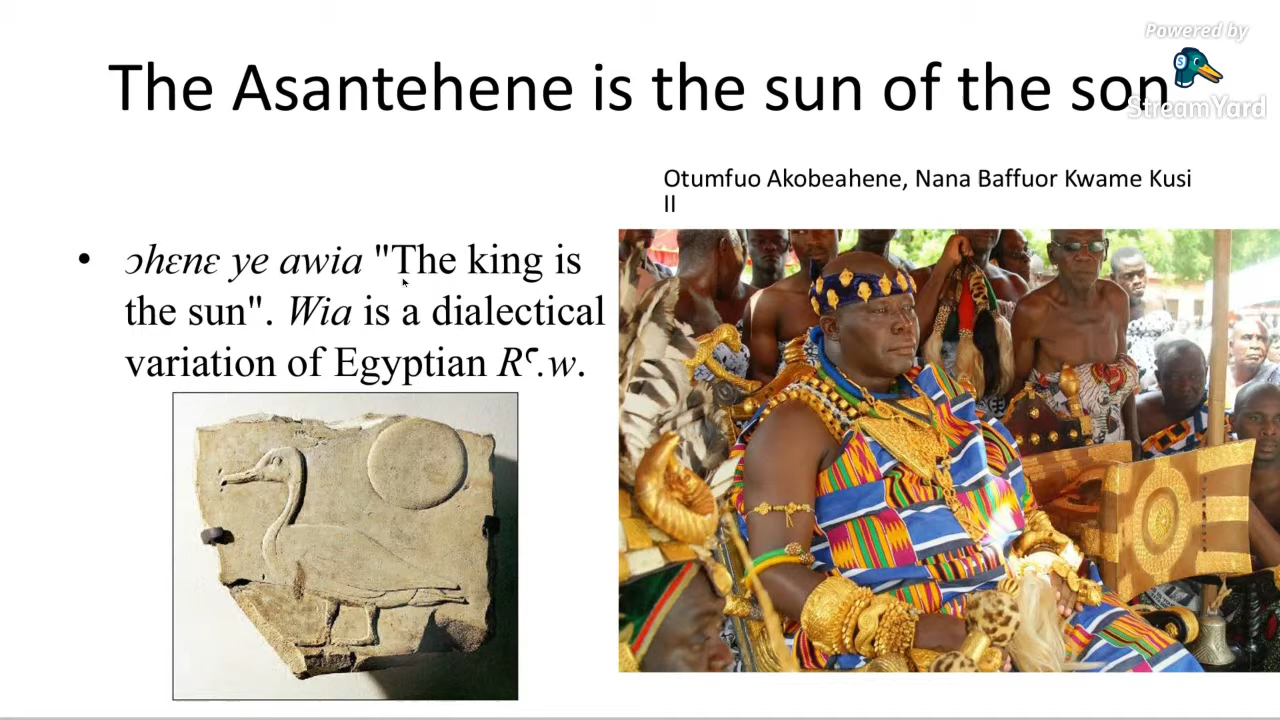 Powered by
StreamYard
The Asantehene is the sun of the son
Otumfuo Akobeahene, Nana Baffuor Kwame Kusi
II
• ɔhɛnɛ ye awia "The king is
the sun". Wia is a dialectical
variation of Egyptian Rꜥ.w.